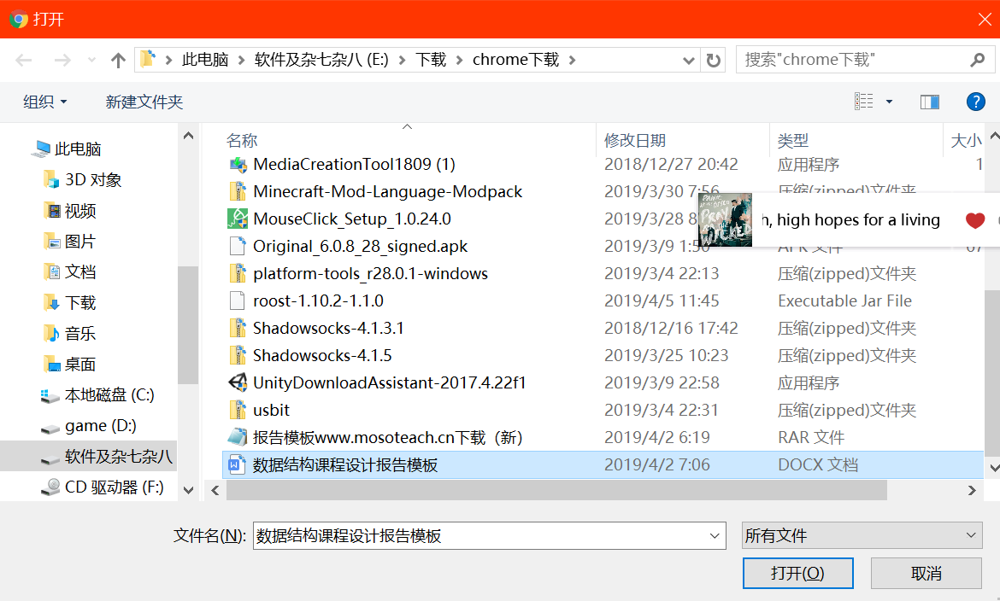 打开
此电脑 > 软件及杂七杂八 (E:) > 下载 > chrome下载 >
搜索"chrome下载"
组织
新建文件夹
此电脑
3D 对象
视频
图片
文档
下载
音乐
桌面
本地磁盘 (C:)
game (D:)
软件及杂七杂八
CD 驱动器 (F:)
名称 修改日期 类型 大小
MediaCreationTool1809 (1) 2018/12/27 20:42 应用程序 1
Minecraft-Mod-Language-Modpack 2019/3/30 7:56 压缩(zipped)文件夹
MouseClick_Setup_1.0.24.0 2019/3/28 8
h, high hopes for a living
PRAY
WICKED
Original_6.0.8_28_signed.apk 2019/3/9 1:50 APK 文件 67
platform-tools_r28.0.1-windows 2019/3/4 22:13 压缩(zipped)文件夹
roost-1.10.2-1.1.0 2019/4/5 11:45 Executable Jar File
Shadowsocks-4.1.3.1 2018/12/16 17:42 压缩(zipped)文件夹
Shadowsocks-4.1.5 2019/3/25 10:23 压缩(zipped)文件夹
UnityDownloadAssistant-2017.4.22f1 2019/3/9 22:58 应用程序
usbit 2019/3/4 22:31 压缩(zipped)文件夹
报告模板www.mosoteach.cn下载（新） 2019/4/2 6:19 RAR 文件
数据结构课程设计报告模板 2019/4/2 7:06 DOCX 文档
文件名(N): 数据结构课程设计报告模板
所有文件
打开(O)
取消